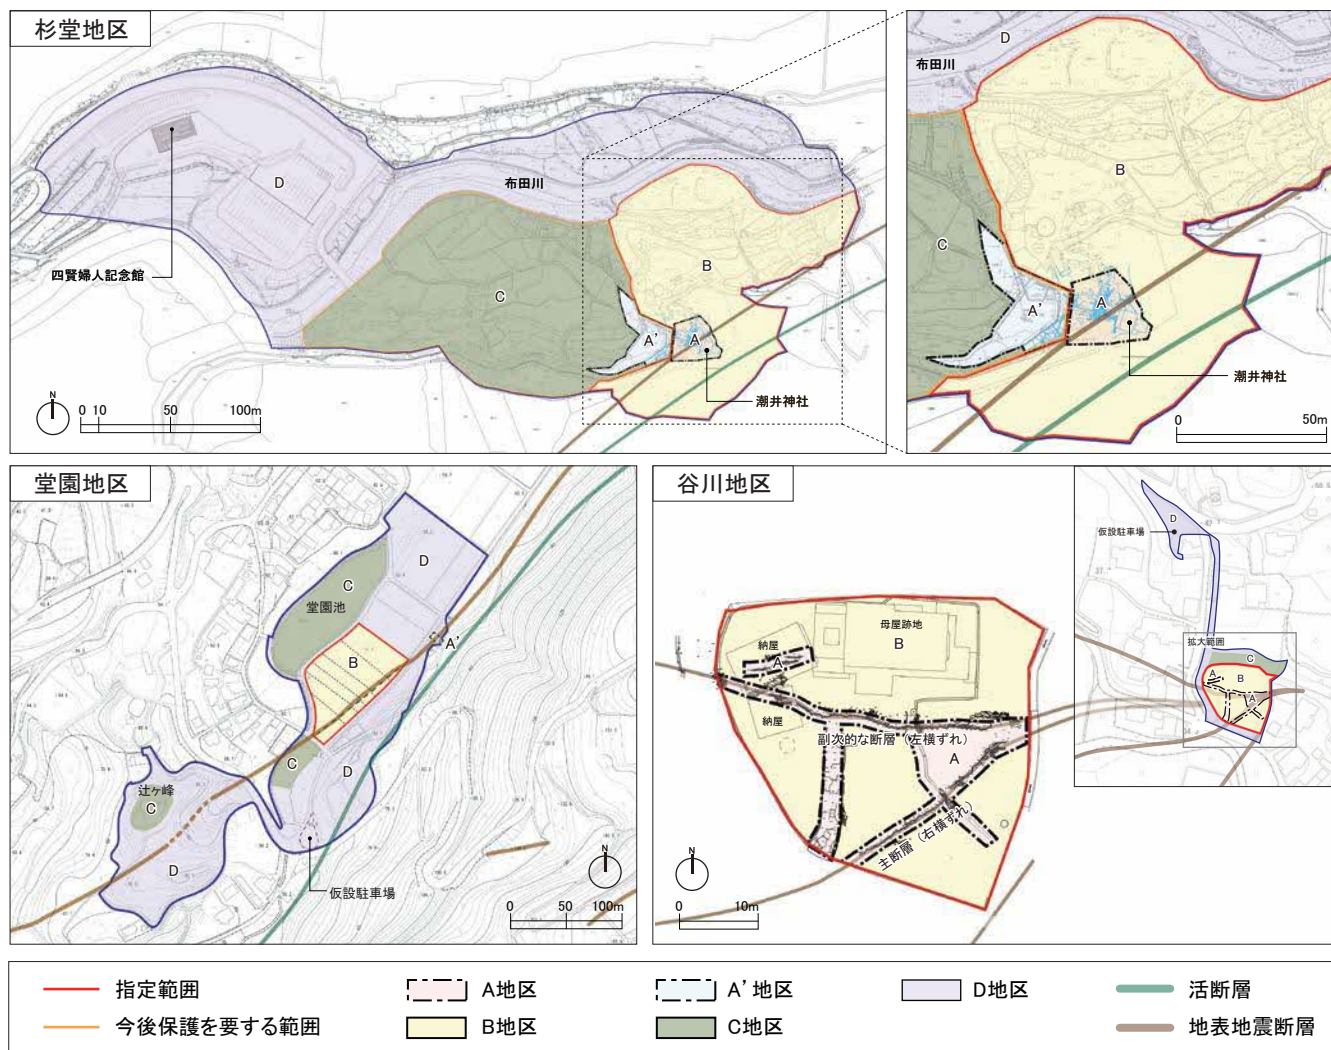 杉堂地区
D
布田川
四賢婦人記念館
C
B
A'
A
潮井神社
N
0 10 50 100m
D
布田川
B
C
A'
A
潮井神社
0 50m
堂園地区
D
C
堂園池
B
A'
C
D
辻ケ峰
C
D
仮設駐車場
N
0 50 100m
谷川地区
母屋跡地
B
納屋
A
納屋
副次的な断層（左横ずれ）
A
主断層（右横ずれ）
N
0 10m
D
仮設駐車場
拡大範囲
C
A
B
A
指定範囲
A地区
A'地区
D地区
活断層
今後保護を要する範囲
B地区
C地区
地表地震断層